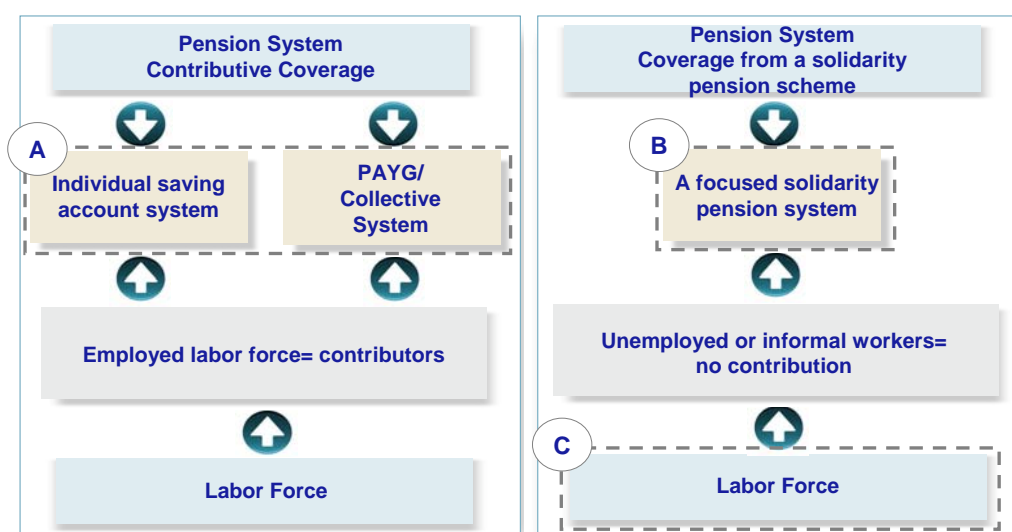 Pension System
Contributive Coverage
A
Individual saving
account system
PAYG/
Collective
System
Employed labor force= contributors
Labor Force
Pension System
Coverage from a solidarity
pension scheme
B
A focused solidarity
pension system
Unemployed or informal workers=
no contribution
C
Labor Force